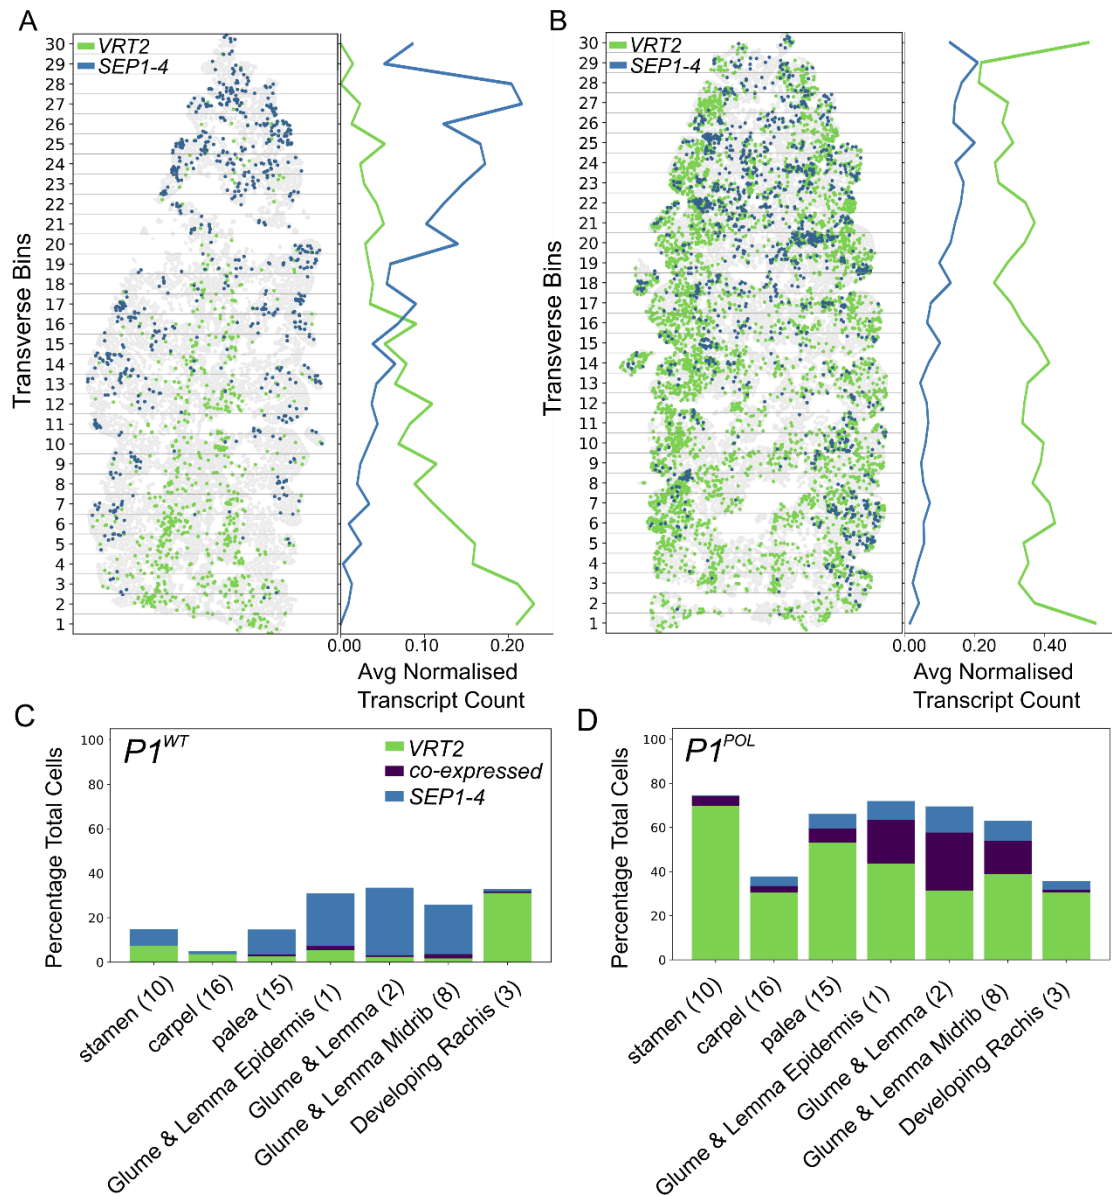 A
B
VRT2
SEP1-4
VRT2
SEP1-4
Transverse Bins
30
29
28
27
26
25
24
23
22
21
20
19
18
17
16
15
14
13
12
11
10
9
8
7
6
5
4
3
2
1
0.00 0.10 0.20
Avg Normalised
Transcript Count
Transverse Bins
30
29
28
27
26
25
24
23
22
21
20
19
18
17
16
15
14
13
12
11
10
9
8
7
6
5
4
3
2
1
0.00 0.20 0.40
Avg Normalised
Transcript Count
C
P1^WT
VRT2
co-expressed
SEP1-4
Percentage Total Cells
100
80
60
40
20
0
stamen (10)
carpel (16)
palea (15)
Glume & Lemma Epidermis (1)
Glume & Lemma (2)
Glume & Lemma Midrib (8)
Developing Rachis (3)
D
P1^POL
Percentage Total Cells
100
80
60
40
20
0
stamen (10)
carpel (16)
palea (15)
Glume & Lemma Epidermis (1)
Glume & Lemma (2)
Glume & Lemma Midrib (8)
Developing Rachis (3)